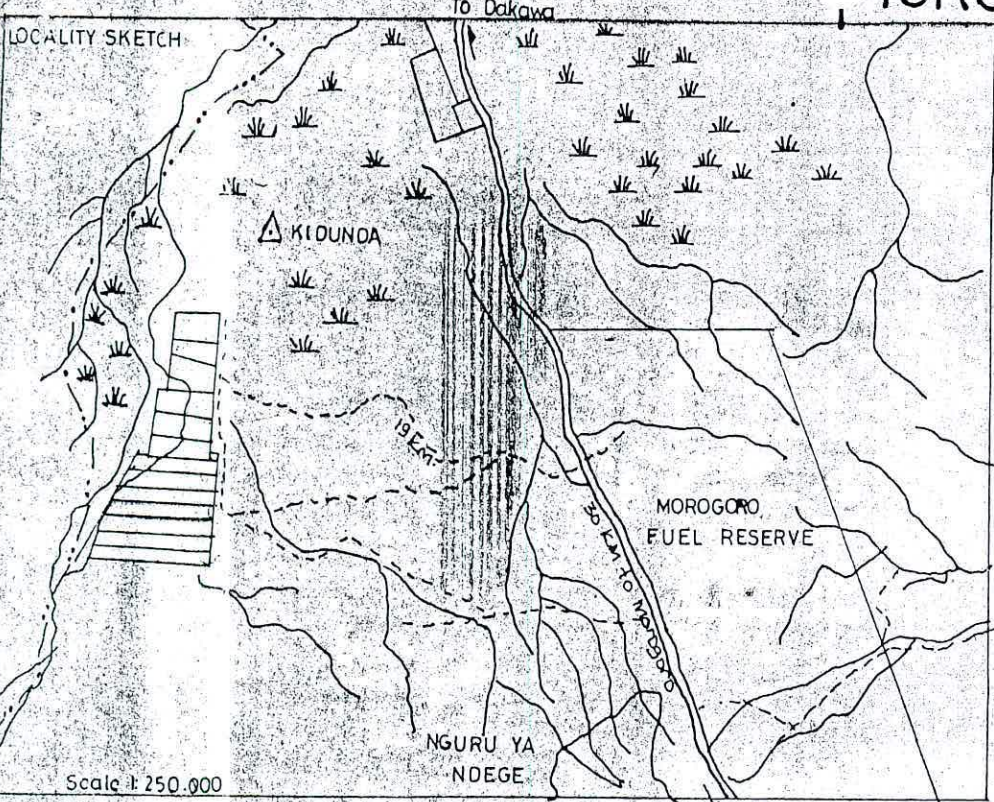 To Dakawa
LOCALITY SKETCH
KIDUNDA
19 KM
MOROGORO
FUEL RESERVE
30 KM to Morogoro
NGURU YA
NDEGE
Scale 1:250.000